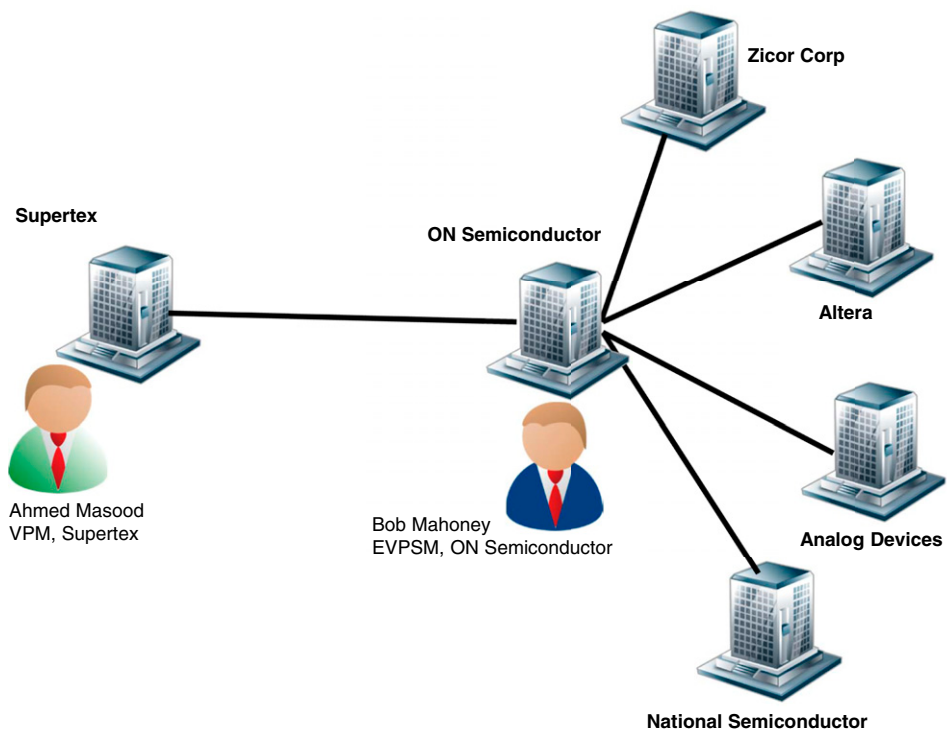 Zicor Corp
Supertex
ON Semiconductor
Altera
Ahmed Masood
VPM, Supertex
Bob Mahoney
EVPSM, ON Semiconductor
Analog Devices
National Semiconductor